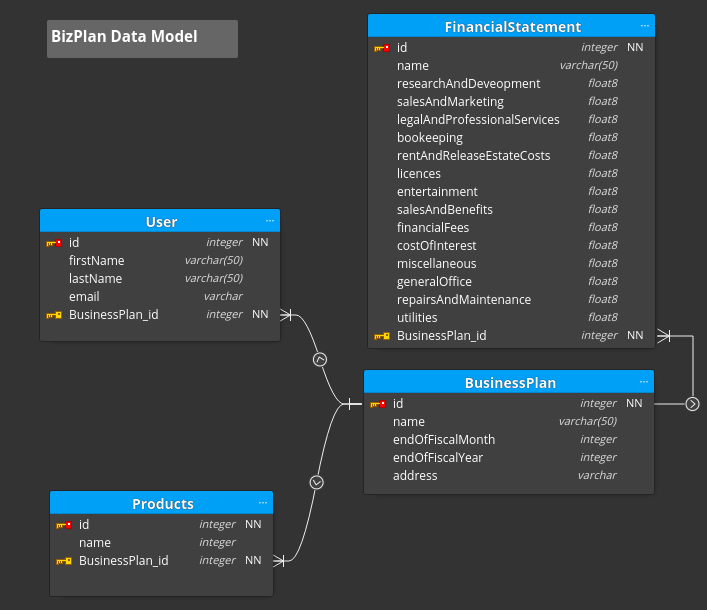 BizPlan Data Model
FinancialStatement ...
id integer NN
name varchar(50)
researchAndDeveopment float8
salesAndMarketing float8
legalAndProfessionalServices float8
bookeeping float8
rentAndReleaseEstateCosts float8
licences float8
entertainment float8
salesAndBenefits float8
financialFees float8
costOfInterest float8
miscellaneous float8
generalOffice float8
repairsAndMaintenance float8
utilities float8
BusinessPlan_id integer NN
User ...
id integer NN
firstName varchar(50)
lastName varchar(50)
email varchar
BusinessPlan_id integer NN
BusinessPlan ...
id integer NN
name varchar(50)
endOfFiscalMonth integer
endOfFiscalYear integer
address varchar
Products ...
id integer NN
name integer
BusinessPlan_id integer NN